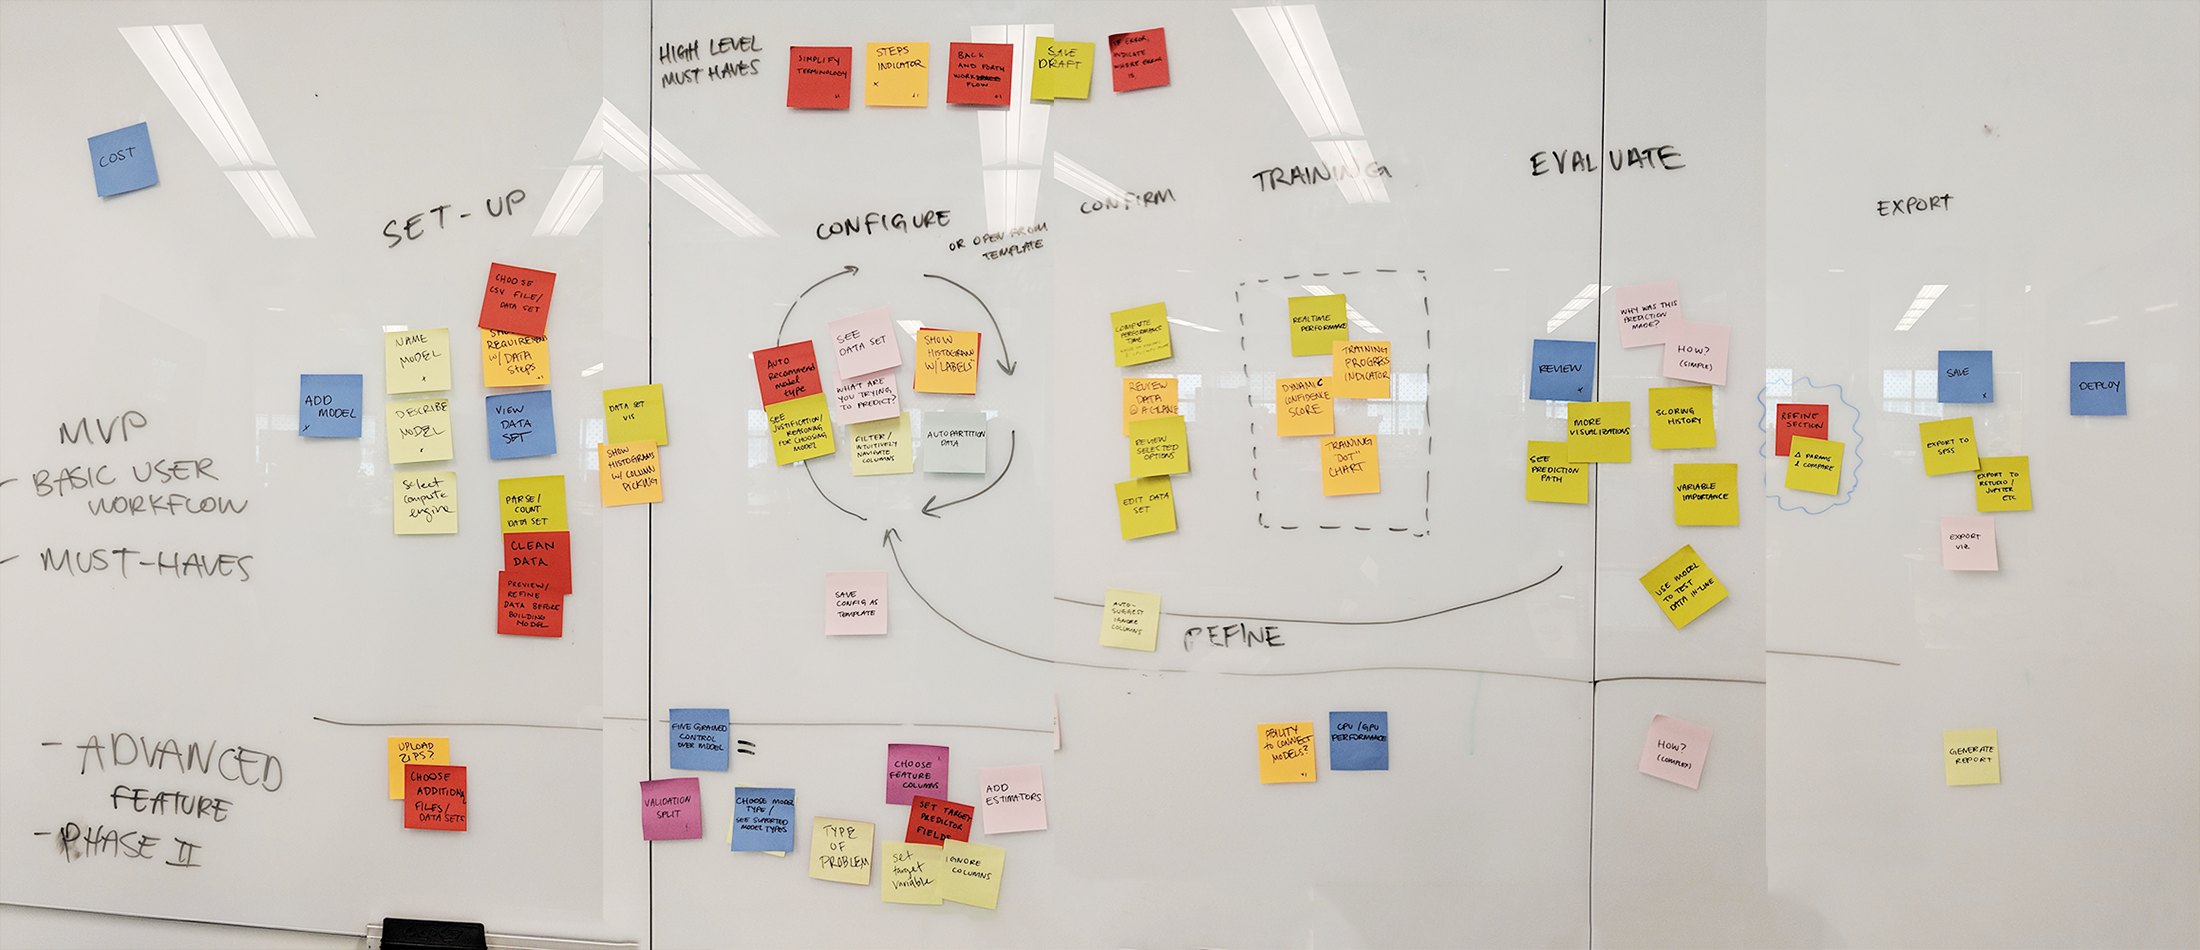 HIGH LEVEL
MUST HAVES
SIMPLIFY
TERMINOLOGY
STEPS
INDICATOR
BACK
AND FORTH
WORK
FLOW
SAVE
DRAFT
IF ERROR,
INDICATE
WHERE ERROR
IS
COST
SET-UP
CONFIGURE
OR OPEN FROM
TEMPLATE
CONFIRM
TRAINING
EVALUATE
EXPORT
MVP
- BASIC USER
WORKFLOW
- MUST-HAVES
ADD
MODEL
x
NAME
MODEL
x
DESCRIBE
MODEL
Select
compute
engine
CHOOSE
CSV FILE/
DATA SET
SHOW
REQUIREMENTS
W/ DATA
Steps
VIEW
DATA
SET
PARSE/
COUNT
DATA SET
CLEAN
DATA
PREVIEW/
REFINE
DATA BEFORE
BUILDING
MODEL
DATA SET
VIS
SHOW
HISTOGRAMS
W/ COLUMN
PICKING
AUTO
RECOMMEND
model
type
SEE
JUSTIFICATION/
REASONING
FOR CHOOSING
MODEL
SEE
DATA SET
WHAT ARE
YOU TRYING
TO PREDICT?
FILTER/
INTUITIVELY
NAVIGATE
COLUMNS
SHOW
HISTOGRAMS
W/ LABELS
AUTOPARTITION
DATA
SAVE
CONFIG AS
TEMPLATE
COMPUTE
PERFORMANCE
TIME
REVIEW
DATA
@ A GLANCE
REVIEW
SELECTED
OPTIONS
EDIT DATA
SET
AUTO-
SUGGEST
IGNORE
COLUMNS
REFINE
REALTIME
PERFORMANCE
TRAINING
PROGRESS
INDICATOR
DYNAMIC
CONFIDENCE
SCORE
TRAINING
"DOT"
CHART
REVIEW
x
MORE
VISUALIZATIONS
SEE
PREDICTION
PATH
WHY WAS THIS
PREDICTION
MADE?
HOW?
(SIMPLE)
SCORING
HISTORY
VARIABLE
IMPORTANCE
USE MODEL
TO TEST
DATA IN-LINE
REFINE
SECTION
Δ PARAMS
& COMPARE
SAVE
x
EXPORT TO
SPSS
EXPORT TO
RSTUDIO/
JUPYTER
ETC
EXPORT
VIZ
DEPLOY
- ADVANCED
FEATURE
- PHASE II
UPLOAD
ZIPS?
CHOOSE
ADDITIONAL
FILES/
DATA SETS
FINE GRAINED
CONTROL
OVER MODEL
=
VALIDATION
SPLIT
CHOOSE MODEL
TYPE/
SEE SUPPORTED
MODEL TYPES
TYPE
OF
PROBLEM
CHOOSE
FEATURE
COLUMNS
SET TARGET
PREDICTOR
FIELDS
set
target
variable
IGNORE
COLUMNS
ADD
ESTIMATORS
ABILITY
TO CONNECT
MODELS?
+1
CPU/GPU
PERFORMANCE
HOW?
(COMPLEX)
GENERATE
REPORT